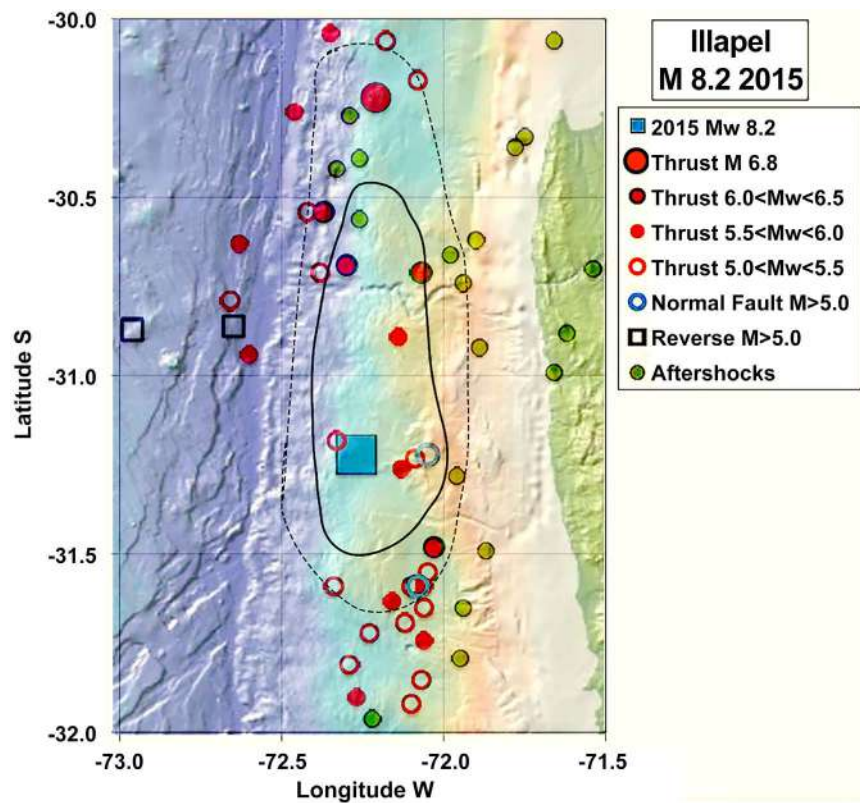 Illapel
M 8.2 2015
2015 Mw 8.2
Thrust M 6.8
Thrust 6.0<Mw<6.5
Thrust 5.5<Mw<6.0
Thrust 5.0<Mw<5.5
Normal Fault M>5.0
Reverse M>5.0
Aftershocks
Latitude S
-30.0
-30.5
-31.0
-31.5
-32.0
-73.0 -72.5 -72.0 -71.5
Longitude W